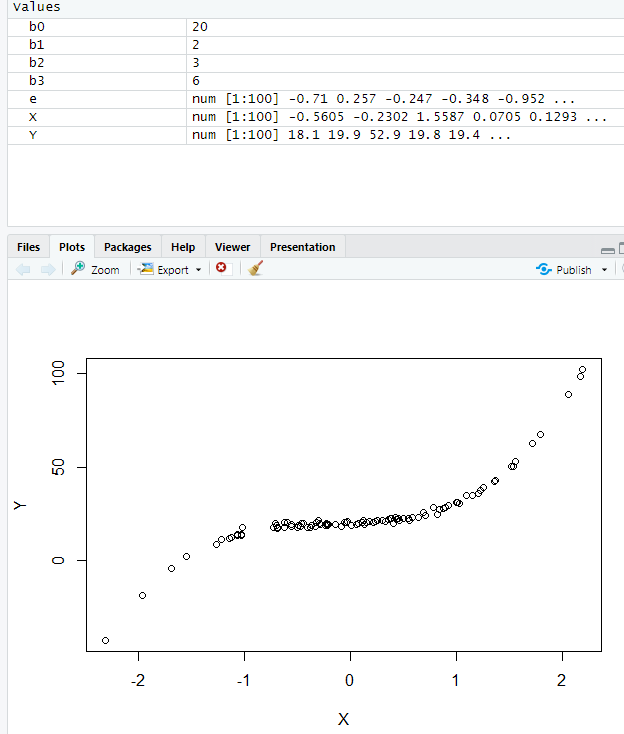 Values
b0 20
b1 2
b2 3
b3 6
e num [1:100] -0.71 0.257 -0.247 -0.348 -0.952 ...
X num [1:100] -0.5605 -0.2302 1.5587 0.0705 0.1293 ...
Y num [1:100] 18.1 19.9 52.9 19.8 19.4 ...
Files Plots Packages Help Viewer Presentation
Zoom Export Publish
100
50
0
Y
-2 -1 0 1 2
X